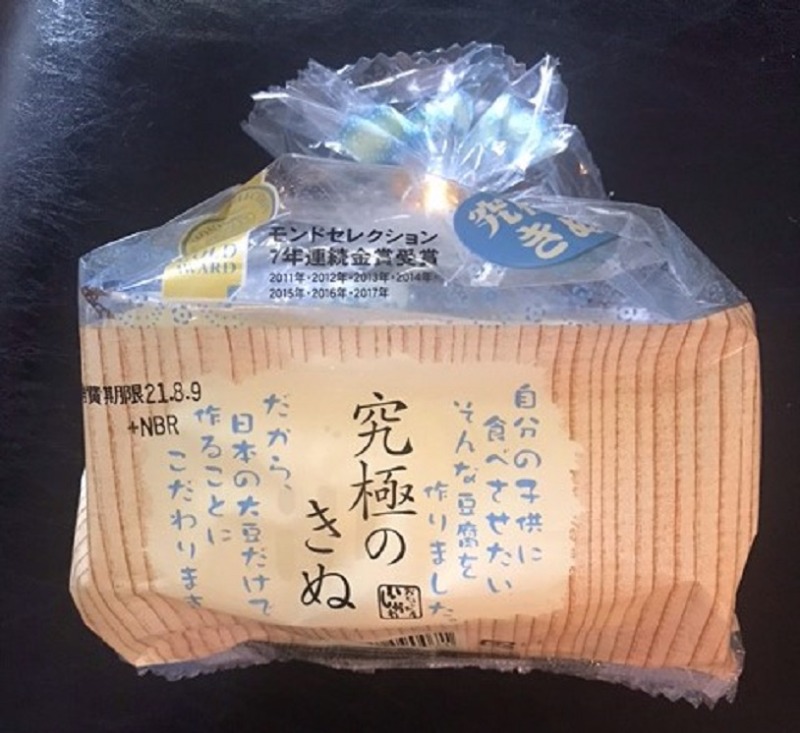 GOLD
AWARD
モンドセレクション
7年連続金賞受賞
2011年・2012年・2013年・2014年・
2015年・2016年・2017年
究
きぬ
費期限21.8.9
+NBR
自分の子供に
食べさせたい
そんな豆腐を
作りました。
究極の
きぬ
だから、
日本の大豆だけで
作ることに
こだわります